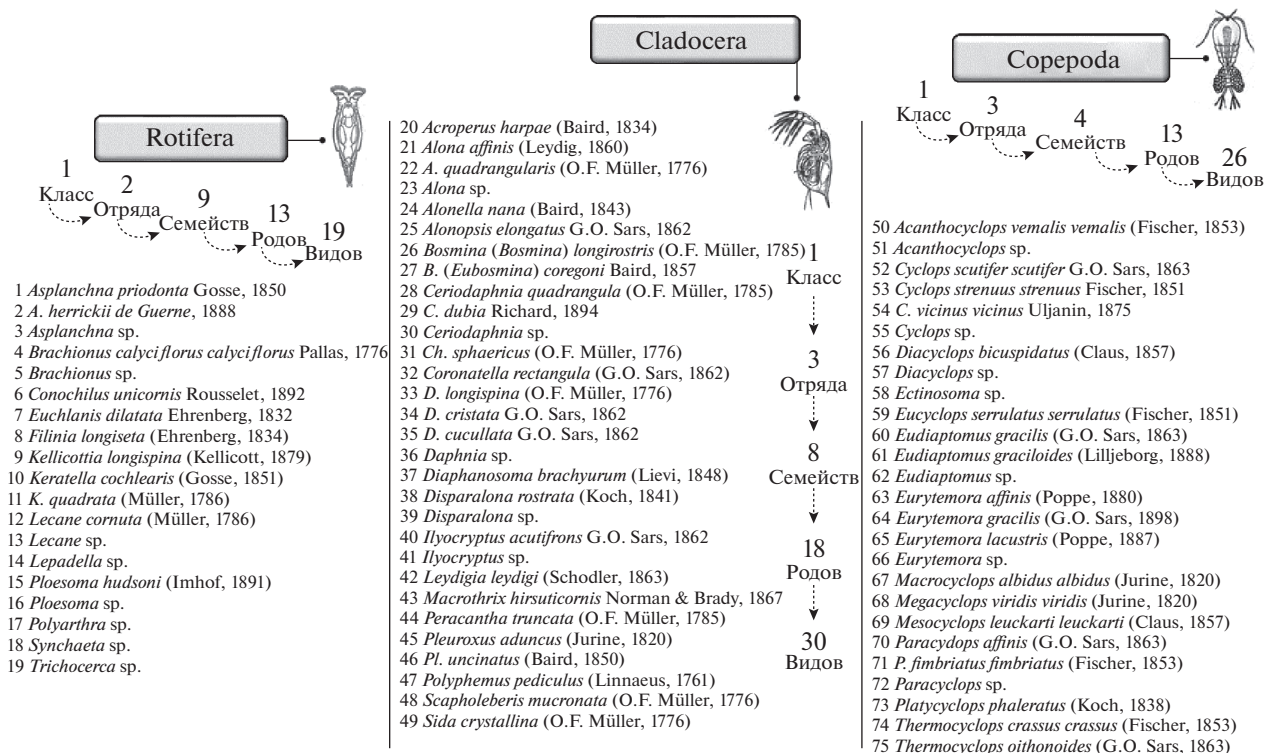 Rotifera
1
Класс
2
Отряда
9
Семейств
13
Родов
19
Видов
1 Asplanchna priodonta Gosse, 1850
2 A. herrickii de Guerne, 1888
3 Asplanchna sp.
4 Brachionus calyciflorus calyciflorus Pallas, 1776
5 Brachionus sp.
6 Conochilus unicornis Rousselet, 1892
7 Euchlanis dilatata Ehrenberg, 1832
8 Filinia longiseta (Ehrenberg, 1834)
9 Kellicottia longispina (Kellicott, 1879)
10 Keratella cochlearis (Gosse, 1851)
11 K. quadrata (Müller, 1786)
12 Lecane cornuta (Müller, 1786)
13 Lecane sp.
14 Lepadella sp.
15 Ploesoma hudsoni (Imhof, 1891)
16 Ploesoma sp.
17 Polyarthra sp.
18 Synchaeta sp.
19 Trichocerca sp.
Cladocera
20 Acroperus harpae (Baird, 1834)
21 Alona affinis (Leydig, 1860)
22 A. quadrangularis (O.F. Müller, 1776)
23 Alona sp.
24 Alonella nana (Baird, 1843)
25 Alonopsis elongatus G.O. Sars, 1862
26 Bosmina (Bosmina) longirostris (O.F. Müller, 1785)
27 B. (Eubosmina) coregoni Baird, 1857
28 Ceriodaphnia quadrangula (O.F. Müller, 1785)
29 C. dubia Richard, 1894
30 Ceriodaphnia sp.
31 Ch. sphaericus (O.F. Müller, 1776)
32 Coronatella rectangula (G.O. Sars, 1862)
33 D. longispina (O.F. Müller, 1776)
34 D. cristata G.O. Sars, 1862
35 D. cucullata G.O. Sars, 1862
36 Daphnia sp.
37 Diaphanosoma brachyurum (Lievi, 1848)
38 Disparalona rostrata (Koch, 1841)
39 Disparalona sp.
40 Ilyocryptus acutifrons G.O. Sars, 1862
41 Ilyocryptus sp.
42 Leydigia leydigi (Schodler, 1863)
43 Macrothrix hirsuticornis Norman & Brady, 1867
44 Peracantha truncata (O.F. Müller, 1785)
45 Pleuroxus aduncus (Jurine, 1820)
46 Pl. uncinatus (Baird, 1850)
47 Polyphemus pediculus (Linnaeus, 1761)
48 Scapholeberis mucronata (O.F. Müller, 1776)
49 Sida crystallina (O.F. Müller, 1776)
1
Класс
3
Отряда
8
Семейств
18
Родов
30
Видов
Copepoda
1
Класс
3
Отряда
4
Семейств
13
Родов
26
Видов
50 Acanthocyclops vemalis vemalis (Fischer, 1853)
51 Acanthocyclops sp.
52 Cyclops scutifer scutifer G.O. Sars, 1863
53 Cyclops strenuus strenuus Fischer, 1851
54 C. vicinus vicinus Uljanin, 1875
55 Cyclops sp.
56 Diacyclops bicuspidatus (Claus, 1857)
57 Diacyclops sp.
58 Ectinosoma sp.
59 Eucyclops serrulatus serrulatus (Fischer, 1851)
60 Eudiaptomus gracilis (G.O. Sars, 1863)
61 Eudiaptomus graciloides (Lilljeborg, 1888)
62 Eudiaptomus sp.
63 Eurytemora affinis (Poppe, 1880)
64 Eurytemora gracilis (G.O. Sars, 1898)
65 Eurytemora lacustris (Poppe, 1887)
66 Eurytemora sp.
67 Macrocyclops albidus albidus (Jurine, 1820)
68 Megacyclops viridis viridis (Jurine, 1820)
69 Mesocyclops leuckarti leuckarti (Claus, 1857)
70 Paracydops affinis (G.O. Sars, 1863)
71 P. fimbriatus fimbriatus (Fischer, 1853)
72 Paracyclops sp.
73 Platycyclops phaleratus (Koch, 1838)
74 Thermocyclops crassus crassus (Fischer, 1853)
75 Thermocyclops oithonoides (G.O. Sars, 1863)